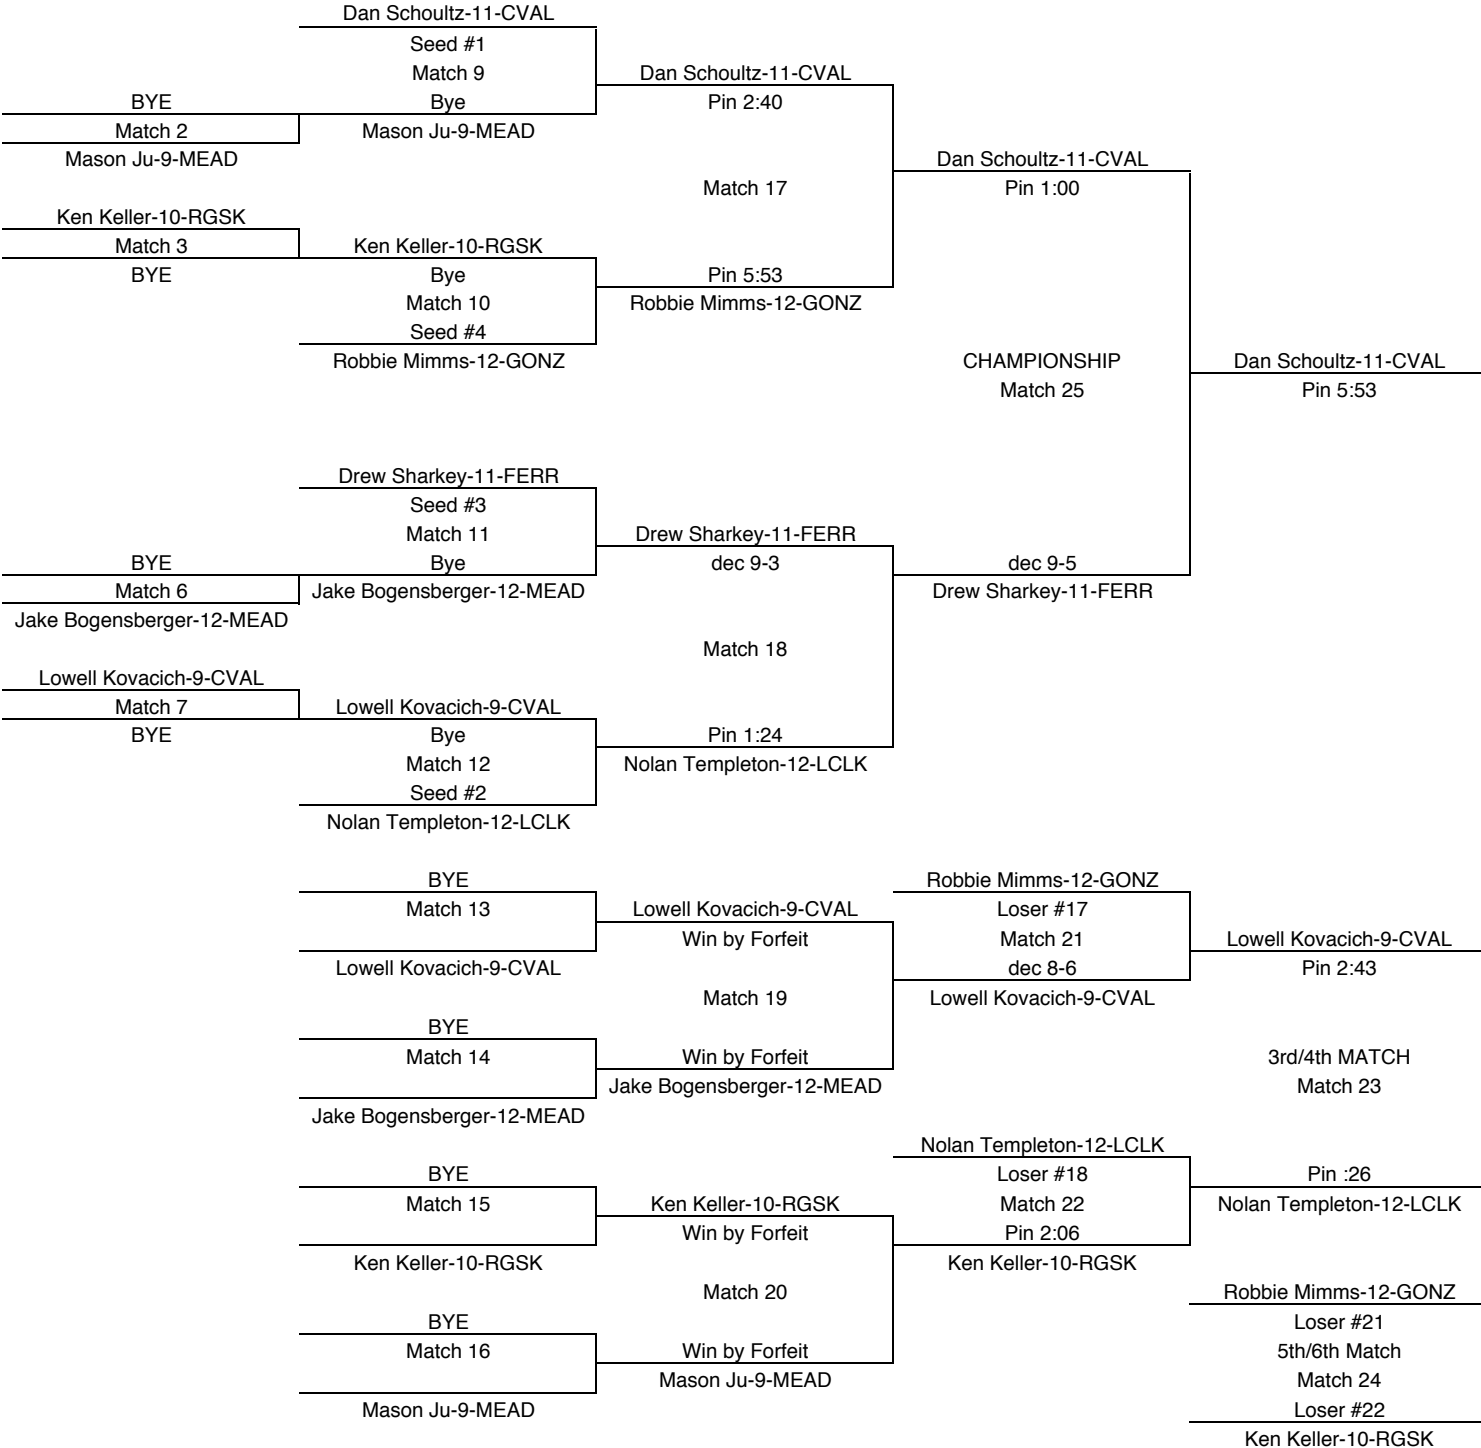 Dan Schoultz-11-CVAL
Seed #1
Match 9
Dan Schoultz-11-CVAL
BYE
Bye
Pin 2:40
Match 2
Mason Ju-9-MEAD
Mason Ju-9-MEAD
Dan Schoultz-11-CVAL
Match 17
Pin 1:00
Ken Keller-10-RGSK
Match 3
Ken Keller-10-RGSK
BYE
Bye
Pin 5:53
Match 10
Robbie Mimms-12-GONZ
Seed #4
Robbie Mimms-12-GONZ
CHAMPIONSHIP
Dan Schoultz-11-CVAL
Match 25
Pin 5:53
Drew Sharkey-11-FERR
Seed #3
Match 11
Drew Sharkey-11-FERR
BYE
Bye
dec 9-3
dec 9-5
Match 6
Jake Bogensberger-12-MEAD
Drew Sharkey-11-FERR
Jake Bogensberger-12-MEAD
Match 18
Lowell Kovacich-9-CVAL
Match 7
Lowell Kovacich-9-CVAL
BYE
Bye
Pin 1:24
Match 12
Nolan Templeton-12-LCLK
Seed #2
Nolan Templeton-12-LCLK
BYE
Robbie Mimms-12-GONZ
Match 13
Lowell Kovacich-9-CVAL
Loser #17
Win by Forfeit
Match 21
Lowell Kovacich-9-CVAL
Lowell Kovacich-9-CVAL
dec 8-6
Pin 2:43
Match 19
Lowell Kovacich-9-CVAL
BYE
Match 14
Win by Forfeit
3rd/4th MATCH
Jake Bogensberger-12-MEAD
Match 23
Jake Bogensberger-12-MEAD
Nolan Templeton-12-LCLK
BYE
Loser #18
Pin :26
Match 15
Ken Keller-10-RGSK
Match 22
Nolan Templeton-12-LCLK
Win by Forfeit
Pin 2:06
Ken Keller-10-RGSK
Ken Keller-10-RGSK
Match 20
Robbie Mimms-12-GONZ
BYE
Loser #21
Match 16
Win by Forfeit
5th/6th Match
Mason Ju-9-MEAD
Match 24
Mason Ju-9-MEAD
Loser #22
Ken Keller-10-RGSK